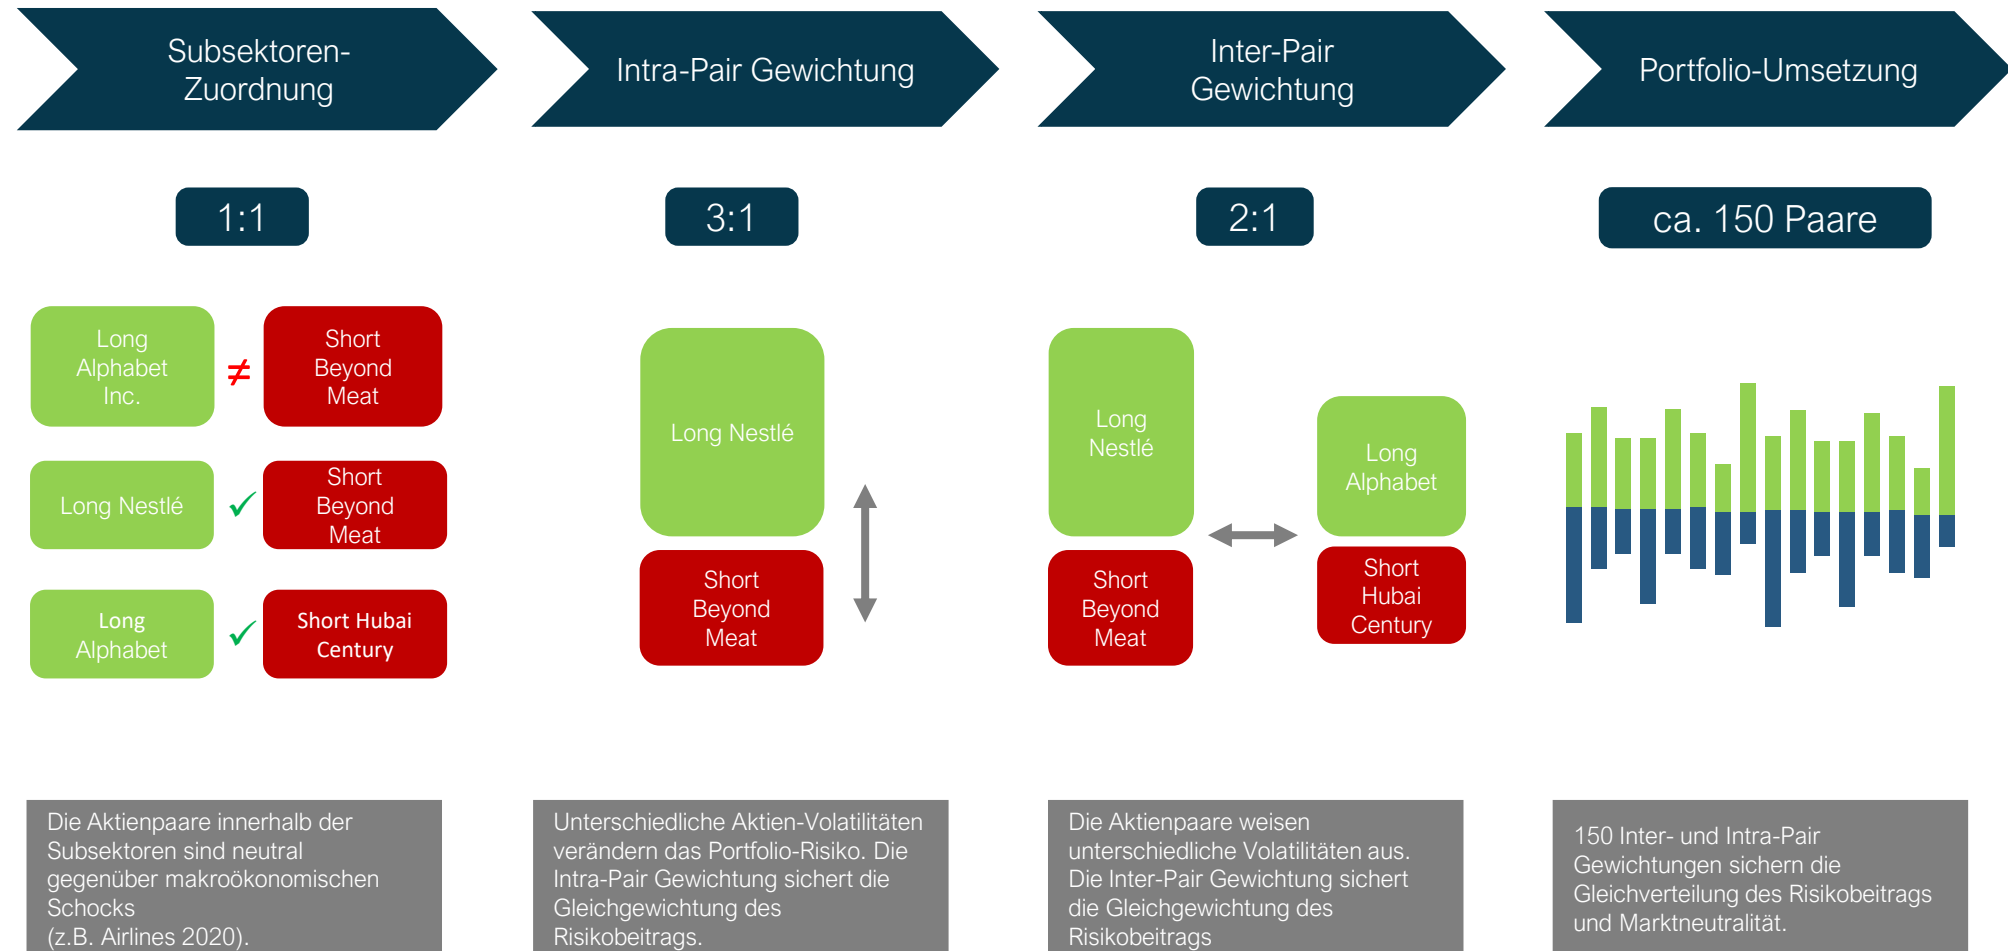 Subsektoren-
Zuordnung
Intra-Pair Gewichtung
Inter-Pair
Gewichtung
Portfolio-Umsetzung
1:1
3:1
2:1
ca. 150 Paare
Long
Alphabet
Inc.
≠
Short
Beyond
Meat
Long Nestlé
✓
Short
Beyond
Meat
Long
Alphabet
✓
Short Hubai
Century
Long Nestlé
Short
Beyond
Meat
Long
Nestlé
Short
Beyond
Meat
Long
Alphabet
Short
Hubai
Century
Die Aktienpaare innerhalb der
Subsektoren sind neutral
gegenüber makroökonomischen
Schocks
(z.B. Airlines 2020).
Unterschiedliche Aktien-Volatilitäten
verändern das Portfolio-Risiko. Die
Intra-Pair Gewichtung sichert die
Gleichgewichtung des
Risikobeitrags.
Die Aktienpaare weisen
unterschiedliche Volatilitäten aus.
Die Inter-Pair Gewichtung sichert
die Gleichgewichtung des
Risikobeitrags
150 Inter- und Intra-Pair
Gewichtungen sichern die
Gleichverteilung des Risikobeitrags
und Marktneutralität.